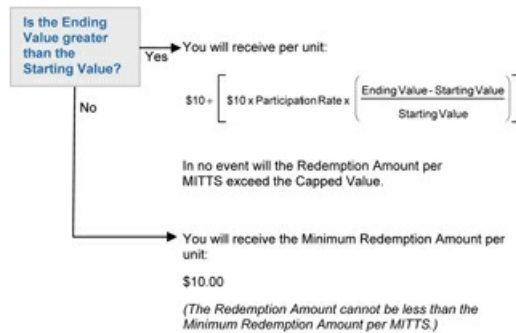 Is the Ending
Value greater
than the
Starting Value?
Yes
You will receive per unit:
$10+ [ $10 x Participation Rate x ( Ending Value - Starting Value
Starting Value ) ]
In no event will the Redemption Amount per
MITTS exceed the Capped Value.
No
You will receive the Minimum Redemption Amount per
unit:
$10.00
(The Redemption Amount cannot be less than the
Minimum Redemption Amount per MITTS.)